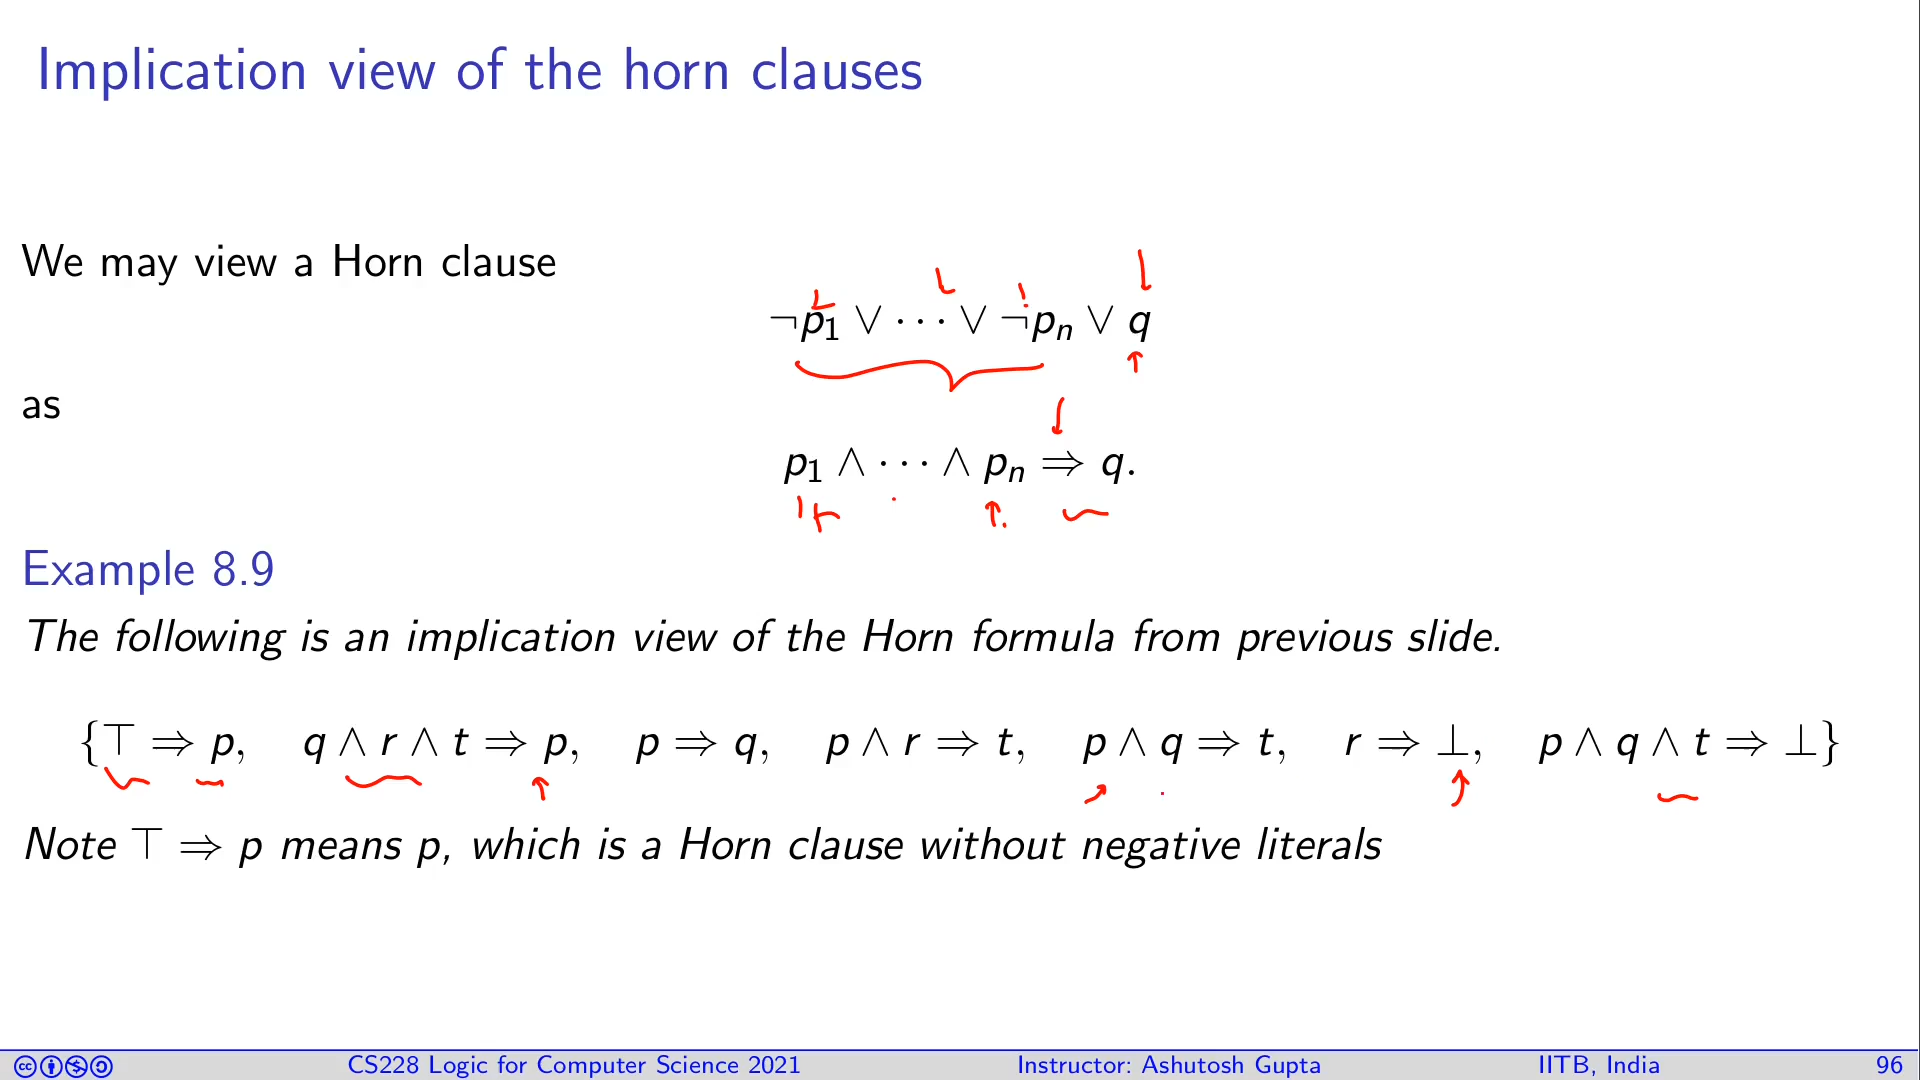 Implication view of the horn clauses
We may view a Horn clause
¬p₁ ∨ ··· ∨ ¬pₙ ∨ q
as
p₁ ∧ ··· ∧ pₙ ⇒ q.
Example 8.9
The following is an implication view of the Horn formula from previous slide.
{⊤ ⇒ p, q ∧ r ∧ t ⇒ p, p ⇒ q, p ∧ r ⇒ t, p ∧ q ⇒ t, r ⇒ ⊥, p ∧ q ∧ t ⇒ ⊥}
Note ⊤ ⇒ p means p, which is a Horn clause without negative literals
CS228 Logic for Computer Science 2021 Instructor: Ashutosh Gupta IITB, India 96